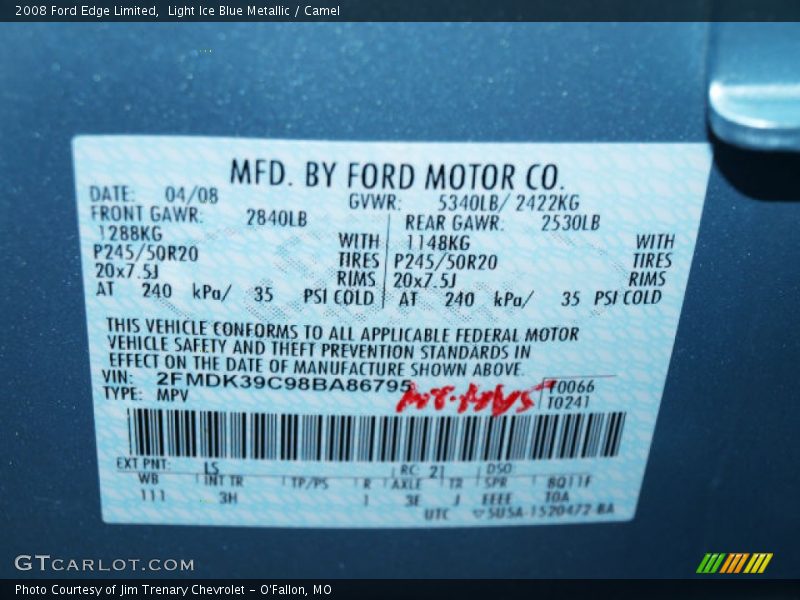 2008 Ford Edge Limited,  Light Ice Blue Metallic / Camel
MFD. BY FORD MOTOR CO.
DATE: 04/08 GVWR: 5340LB/ 2422KG
FRONT GAWR: 2840LB REAR GAWR: 2530LB
1288KG WITH 1148KG WITH
P245/50R20 TIRES P245/50R20 TIRES
20x7.5J RIMS 20x7.5J RIMS
AT 240 kPa/ 35 PSI COLD AT 240 kPa/ 35 PSI COLD
THIS VEHICLE CONFORMS TO ALL APPLICABLE FEDERAL MOTOR
VEHICLE SAFETY AND THEFT PREVENTION STANDARDS IN
EFFECT ON THE DATE OF MANUFACTURE SHOWN ABOVE.
VIN: 2FMDK39C98BA86795 F0066
TYPE: MPV T0241
EXT PNT: LS RC: 21 DSO:
WB INT TR TP/PS R AXLE TR SPR BQ11F
111 3H I 3E J EEEE 10A
UTC 5USA-1520472-BA
GTCARLOT.COM
Photo Courtesy of Jim Trenary Chevrolet - O'Fallon, MO